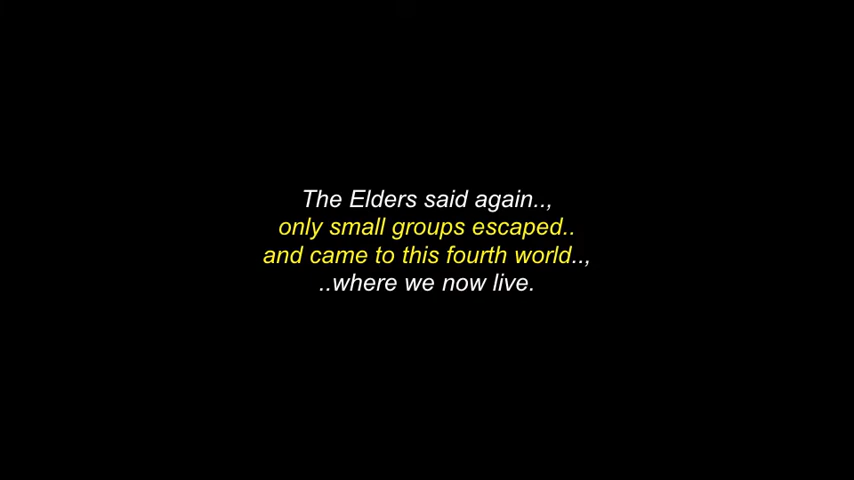 The Elders said again..,
only small groups escaped..
and came to this fourth world..,
..where we now live.